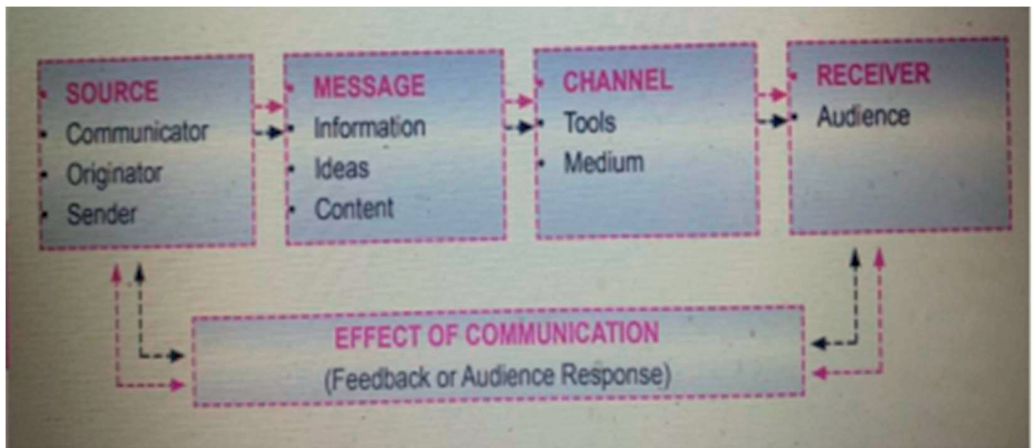 • SOURCE
• Communicator
• Originator
• Sender
• MESSAGE
• Information
• Ideas
• Content
• CHANNEL
• Tools
• Medium
• RECEIVER
• Audience
EFFECT OF COMMUNICATION
(Feedback or Audience Response)